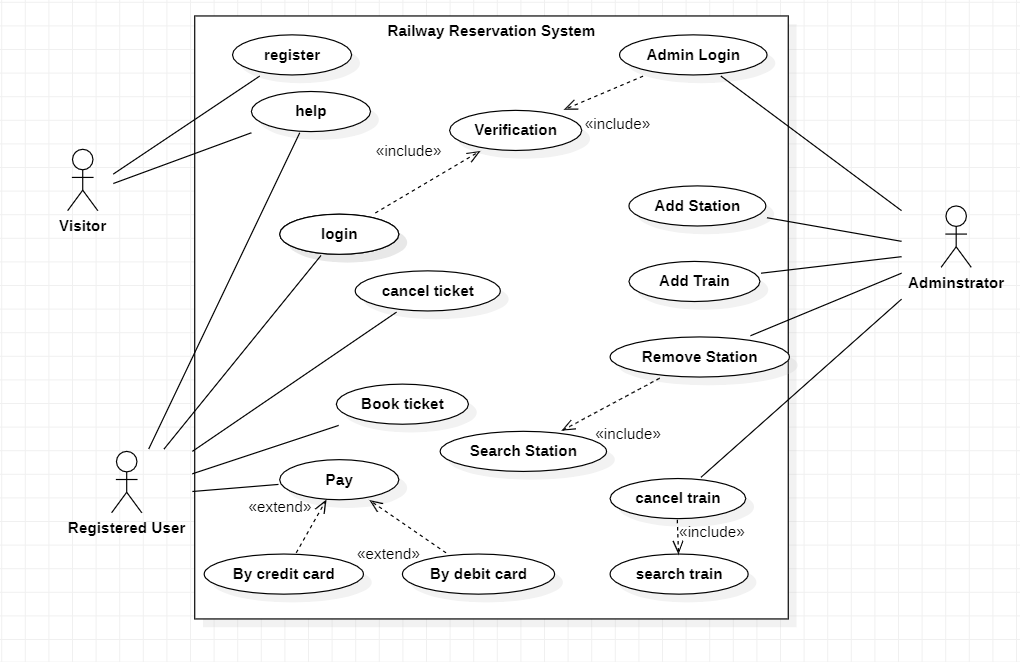 Railway Reservation System
register
Admin Login
help
Verification
«include»
«include»
Visitor
Add Station
login
Add Train
Adminstrator
cancel ticket
Remove Station
Book ticket
«include»
Search Station
Pay
cancel train
«extend»
Registered User
«include»
«extend»
By credit card
By debit card
search train